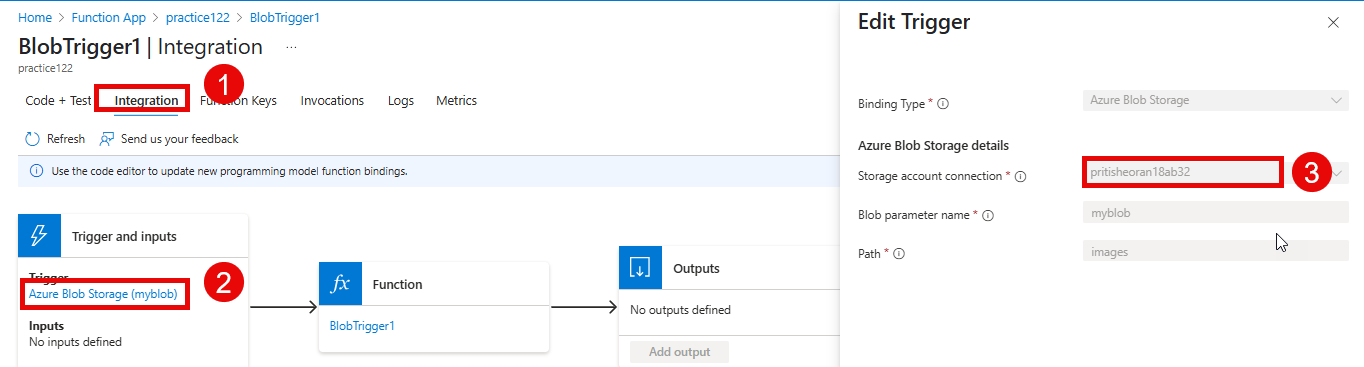 Home > Function App > practice122 > BlobTrigger1
BlobTrigger1 | Integration ...
practice122
1
Code + Test Integration Function Keys Invocations Logs Metrics
Refresh Send us your feedback
Use the code editor to update new programming model function bindings.
Trigger and inputs
Trigger
2
Azure Blob Storage (myblob)
Inputs
No inputs defined
fx Function
BlobTrigger1
Outputs
No outputs defined
Add output
Edit Trigger
Binding Type * Azure Blob Storage
Azure Blob Storage details
Storage account connection * pritisheoran18ab32 3
Blob parameter name * myblob
Path * images